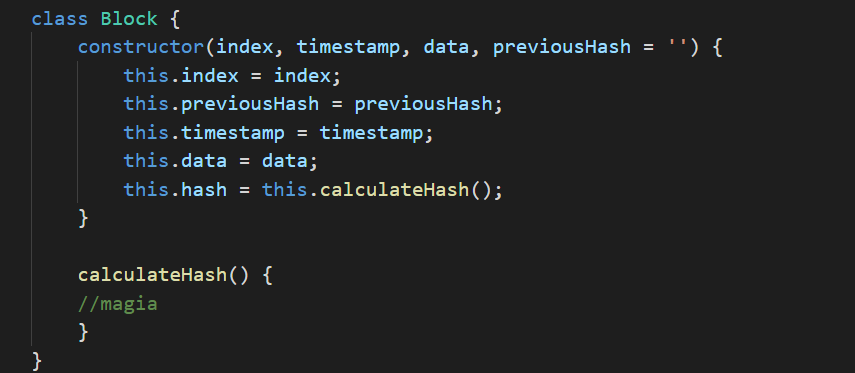 class Block {
    constructor(index, timestamp, data, previousHash = '') {
        this.index = index;
        this.previousHash = previousHash;
        this.timestamp = timestamp;
        this.data = data;
        this.hash = this.calculateHash();
    }

    calculateHash() {
    //magia
    }
}